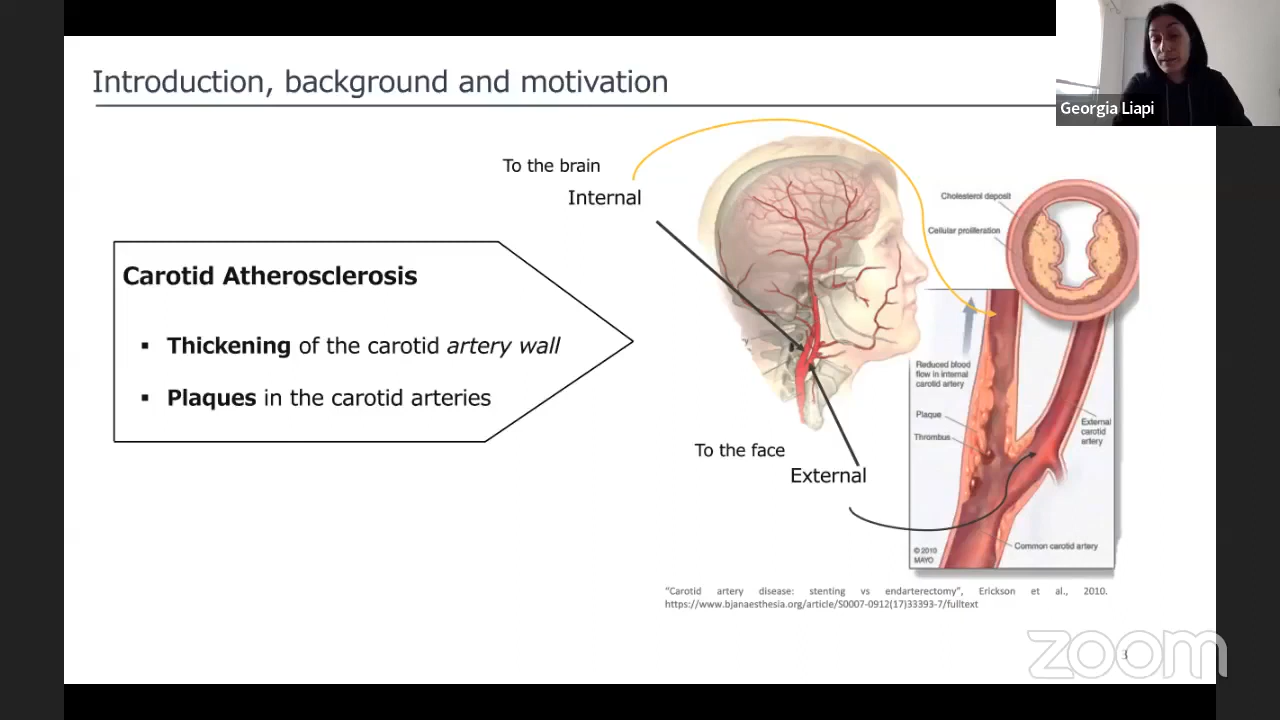 Introduction, background and motivation
Georgia Liapi
To the brain
Internal
Carotid Atherosclerosis
▪ Thickening of the carotid artery wall
▪ Plaques in the carotid arteries
To the face
External
Cholesterol deposit
Cellular proliferation
Reduced blood
flow in internal
carotid artery
Plaque
Thrombus
External
carotid
artery
Common carotid artery
© 2010
MAYO
"Carotid artery disease: stenting vs endarterectomy", Erickson et al., 2010.
https://www.bjanaesthesia.org/article/S0007-0912(17)33393-7/fulltext
3
zoom